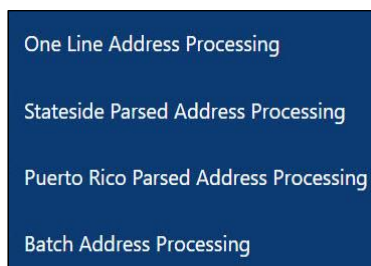 One Line Address Processing
Stateside Parsed Address Processing
Puerto Rico Parsed Address Processing
Batch Address Processing